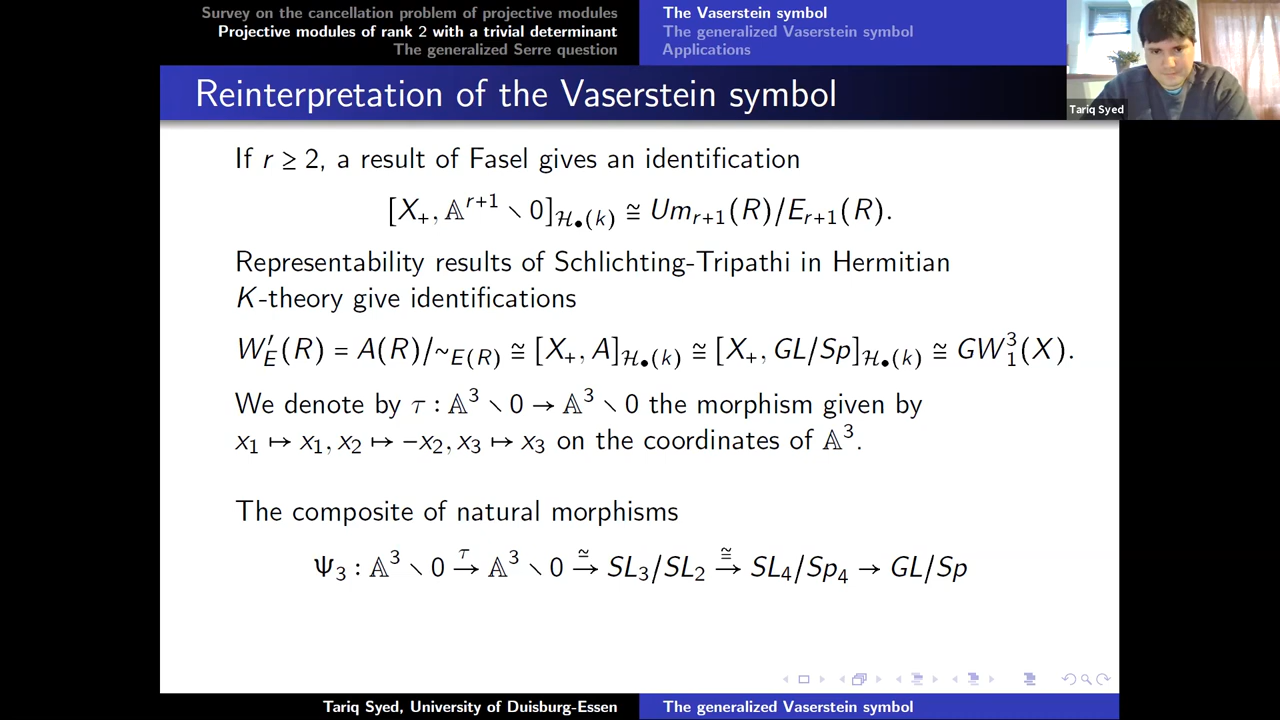 Survey on the cancellation problem of projective modules
Projective modules of rank 2 with a trivial determinant
The generalized Serre question
The Vaserstein symbol
The generalized Vaserstein symbol
Applications
Tariq Syed
Reinterpretation of the Vaserstein symbol
If r ≥ 2, a result of Fasel gives an identification
[X₊, 𝔸^{r+1} ∖ 0]_{ℋ•(k)} ≅ Um_{r+1}(R)/E_{r+1}(R).
Representability results of Schlichting-Tripathi in Hermitian
K-theory give identifications
W′_E(R) = A(R)/∼_{E(R)} ≅ [X₊, A]_{ℋ•(k)} ≅ [X₊, GL/Sp]_{ℋ•(k)} ≅ GW³₁(X).
We denote by τ : 𝔸³ ∖ 0 → 𝔸³ ∖ 0 the morphism given by
x₁ ↦ x₁, x₂ ↦ −x₂, x₃ ↦ x₃ on the coordinates of 𝔸³.
The composite of natural morphisms
Ψ₃ : 𝔸³ ∖ 0 →^{τ} 𝔸³ ∖ 0 →^{≃} SL₃/SL₂ →^{≅} SL₄/Sp₄ → GL/Sp
Tariq Syed, University of Duisburg-Essen
The generalized Vaserstein symbol